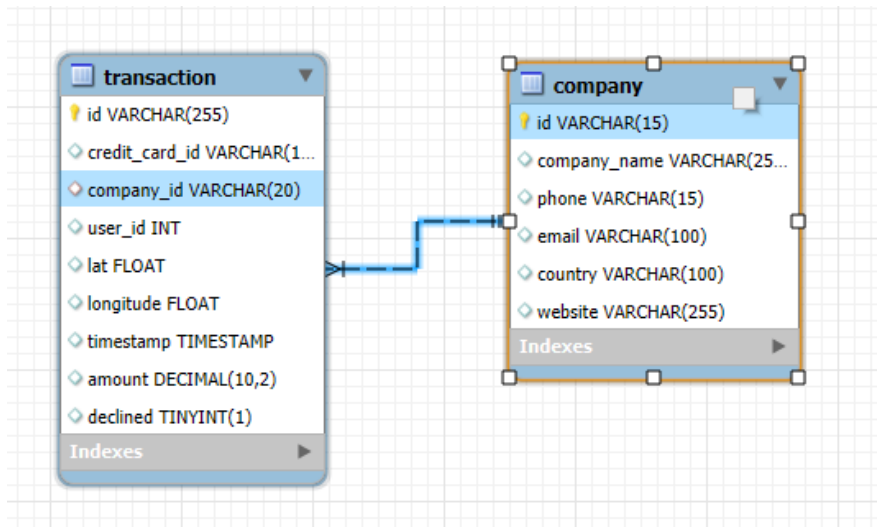 transaction
id VARCHAR(255)
credit_card_id VARCHAR(1...
company_id VARCHAR(20)
user_id INT
lat FLOAT
longitude FLOAT
timestamp TIMESTAMP
amount DECIMAL(10,2)
declined TINYINT(1)
Indexes
company
id VARCHAR(15)
company_name VARCHAR(25...
phone VARCHAR(15)
email VARCHAR(100)
country VARCHAR(100)
website VARCHAR(255)
Indexes